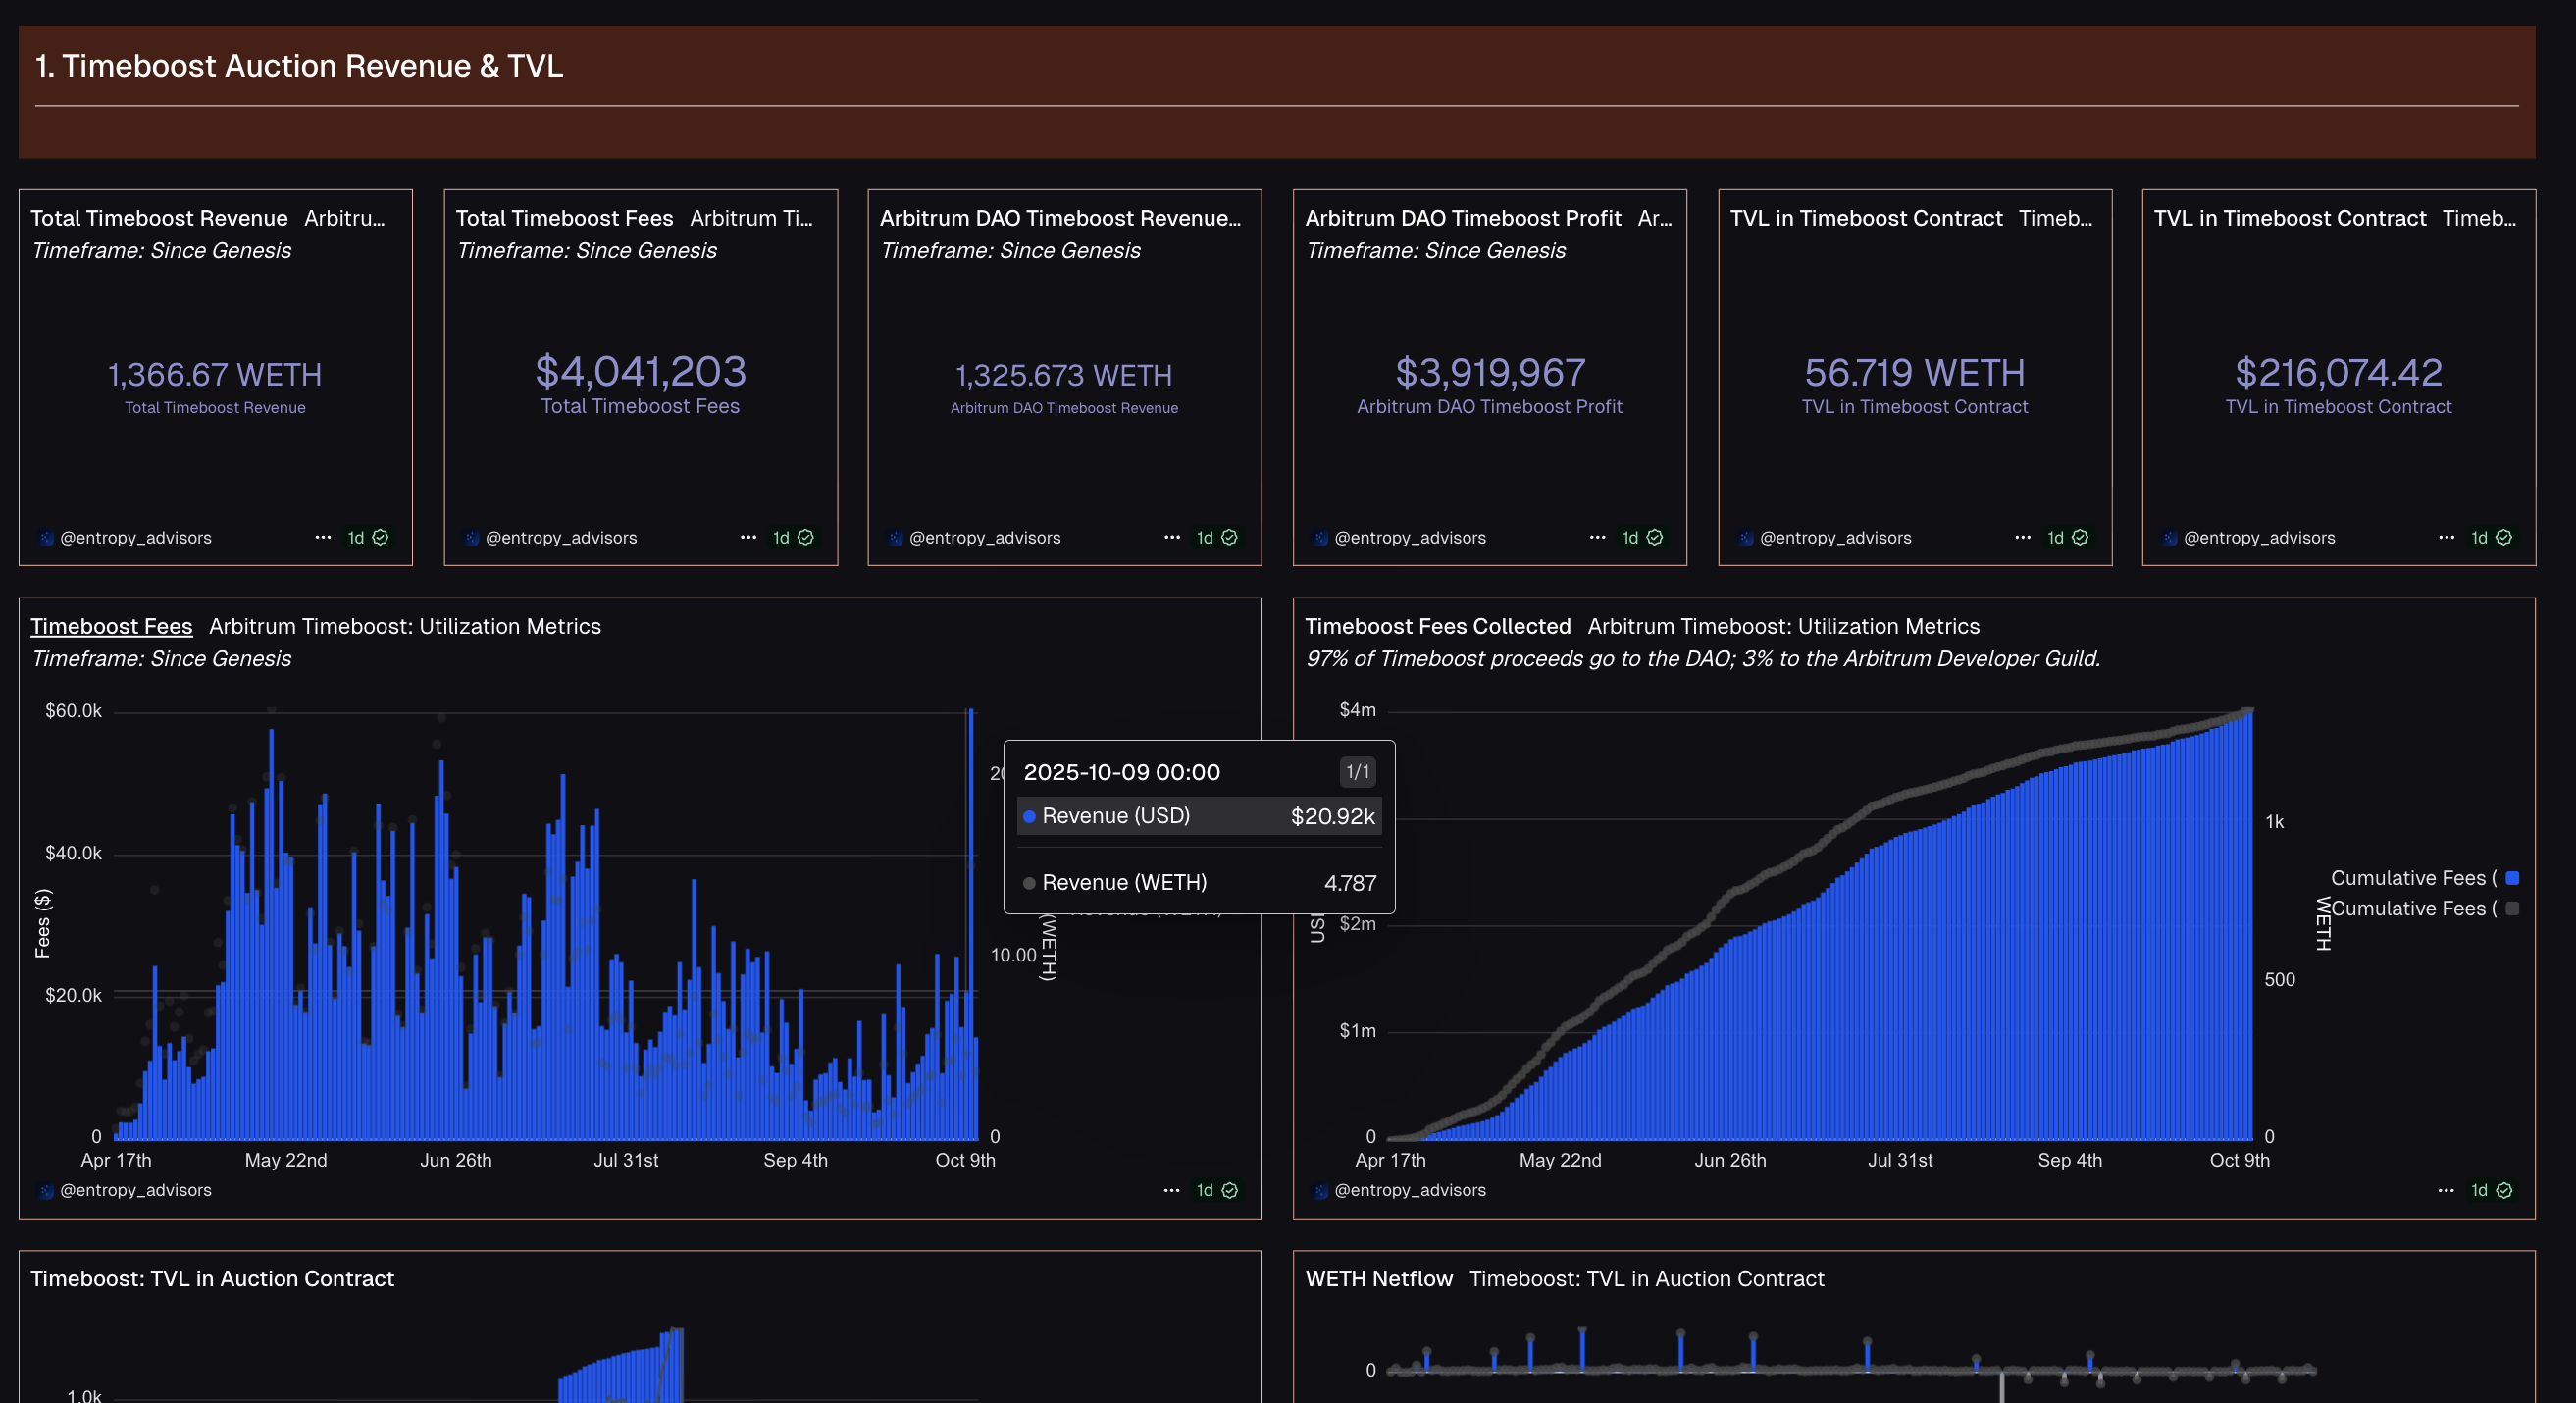 1. Timeboost Auction Revenue & TVL
Total Timeboost Revenue Arbitru...
Timeframe: Since Genesis
1,366.67 WETH
Total Timeboost Revenue
@entropy_advisors ... 1d
Total Timeboost Fees Arbitrum Ti...
Timeframe: Since Genesis
$4,041,203
Total Timeboost Fees
@entropy_advisors ... 1d
Arbitrum DAO Timeboost Revenue...
Timeframe: Since Genesis
1,325.673 WETH
Arbitrum DAO Timeboost Revenue
@entropy_advisors ... 1d
Arbitrum DAO Timeboost Profit Ar...
Timeframe: Since Genesis
$3,919,967
Arbitrum DAO Timeboost Profit
@entropy_advisors ... 1d
TVL in Timeboost Contract Timeb...
56.719 WETH
TVL in Timeboost Contract
@entropy_advisors ... 1d
TVL in Timeboost Contract Timeb...
$216,074.42
TVL in Timeboost Contract
@entropy_advisors ... 1d
Timeboost Fees Arbitrum Timeboost: Utilization Metrics
Timeframe: Since Genesis
$60.0k
$40.0k
$20.0k
0
Fees ($)
10.00
0
(WETH)
Apr 17th May 22nd Jun 26th Jul 31st Sep 4th Oct 9th
@entropy_advisors ... 1d
2025-10-09 00:00 1/1
Revenue (USD) $20.92k
Revenue (WETH) 4.787
Timeboost Fees Collected Arbitrum Timeboost: Utilization Metrics
97% of Timeboost proceeds go to the DAO; 3% to the Arbitrum Developer Guild.
$4m
$2m
$1m
0
1k
500
0
WETH
Cumulative Fees (
Cumulative Fees (
Apr 17th May 22nd Jun 26th Jul 31st Sep 4th Oct 9th
@entropy_advisors ... 1d
Timeboost: TVL in Auction Contract
1.0k
WETH Netflow Timeboost: TVL in Auction Contract
0